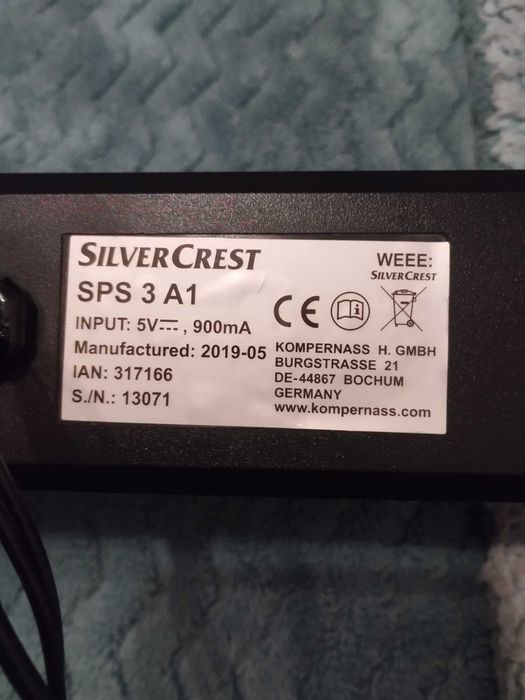 SILVERCREST
SPS 3 A1
INPUT: 5V⎓, 900mA
Manufactured: 2019-05
IAN: 317166
S./N.: 13071
CE
WEEE:
SILVERCREST
KOMPERNASS H. GMBH
BURGSTRASSE 21
DE-44867 BOCHUM
GERMANY
www.kompernass.com